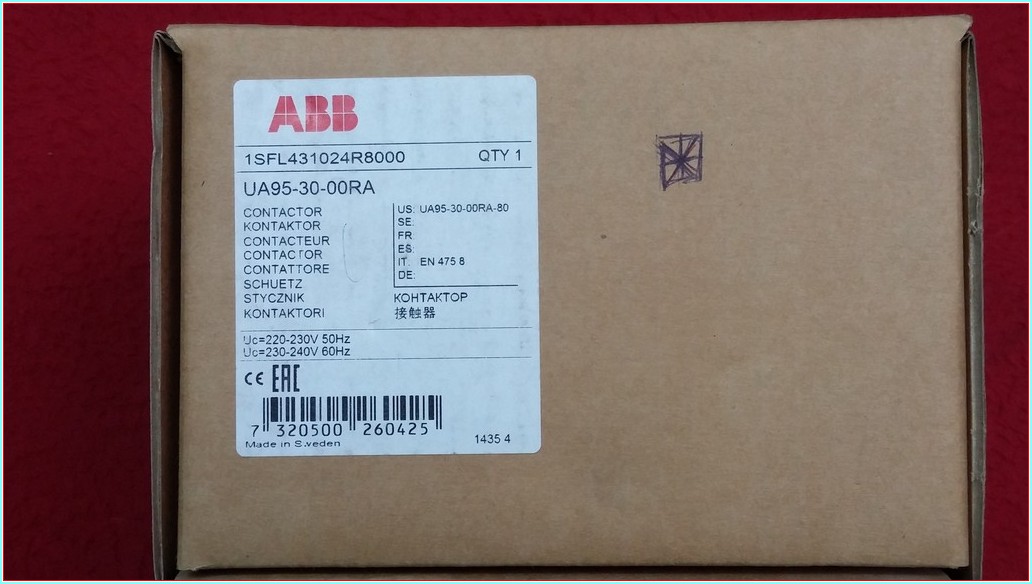 ABB
1SFL431024R8000 QTY 1
UA95-30-00RA
CONTACTOR
KONTAKTOR
CONTACTEUR
CONTACTOR
CONTATTORE
SCHUETZ
STYCZNIK
KONTAKTORI
US: UA95-30-00RA-80
SE:
FR:
ES:
IT: EN 475 8
DE:
КОНТАКТОР
接触器
Uc=220-230V 50Hz
Uc=230-240V 60Hz
CE EAC
7 320500 260425
Made in Sweden
1435 4